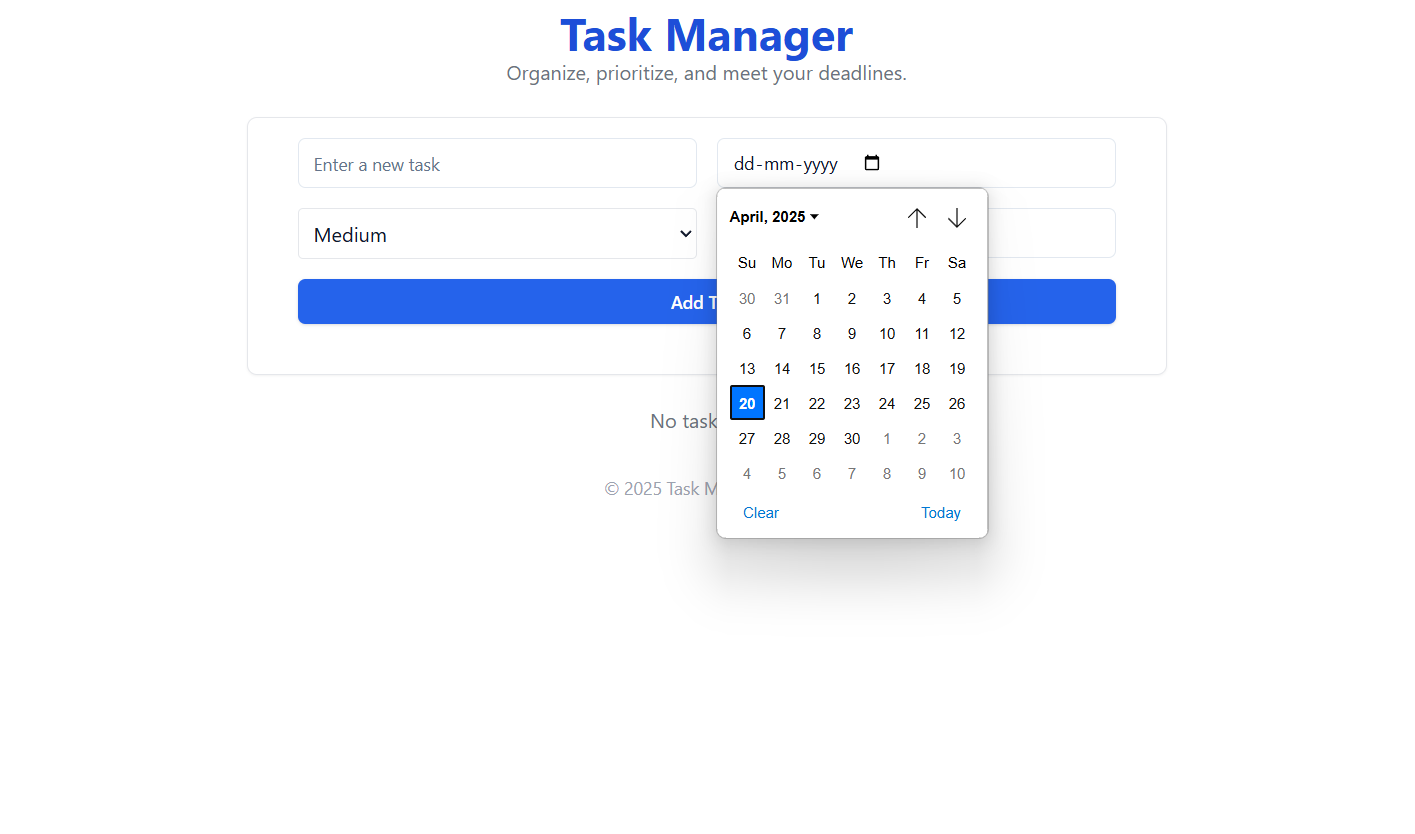 Task Manager
Organize, prioritize, and meet your deadlines.
Enter a new task
dd-mm-yyyy
April, 2025
Medium
Su Mo Tu We Th Fr Sa
30 31 1 2 3 4 5
6 7 8 9 10 11 12
13 14 15 16 17 18 19
20 21 22 23 24 25 26
27 28 29 30 1 2 3
4 5 6 7 8 9 10
Clear Today
Add T
No task
© 2025 Task M